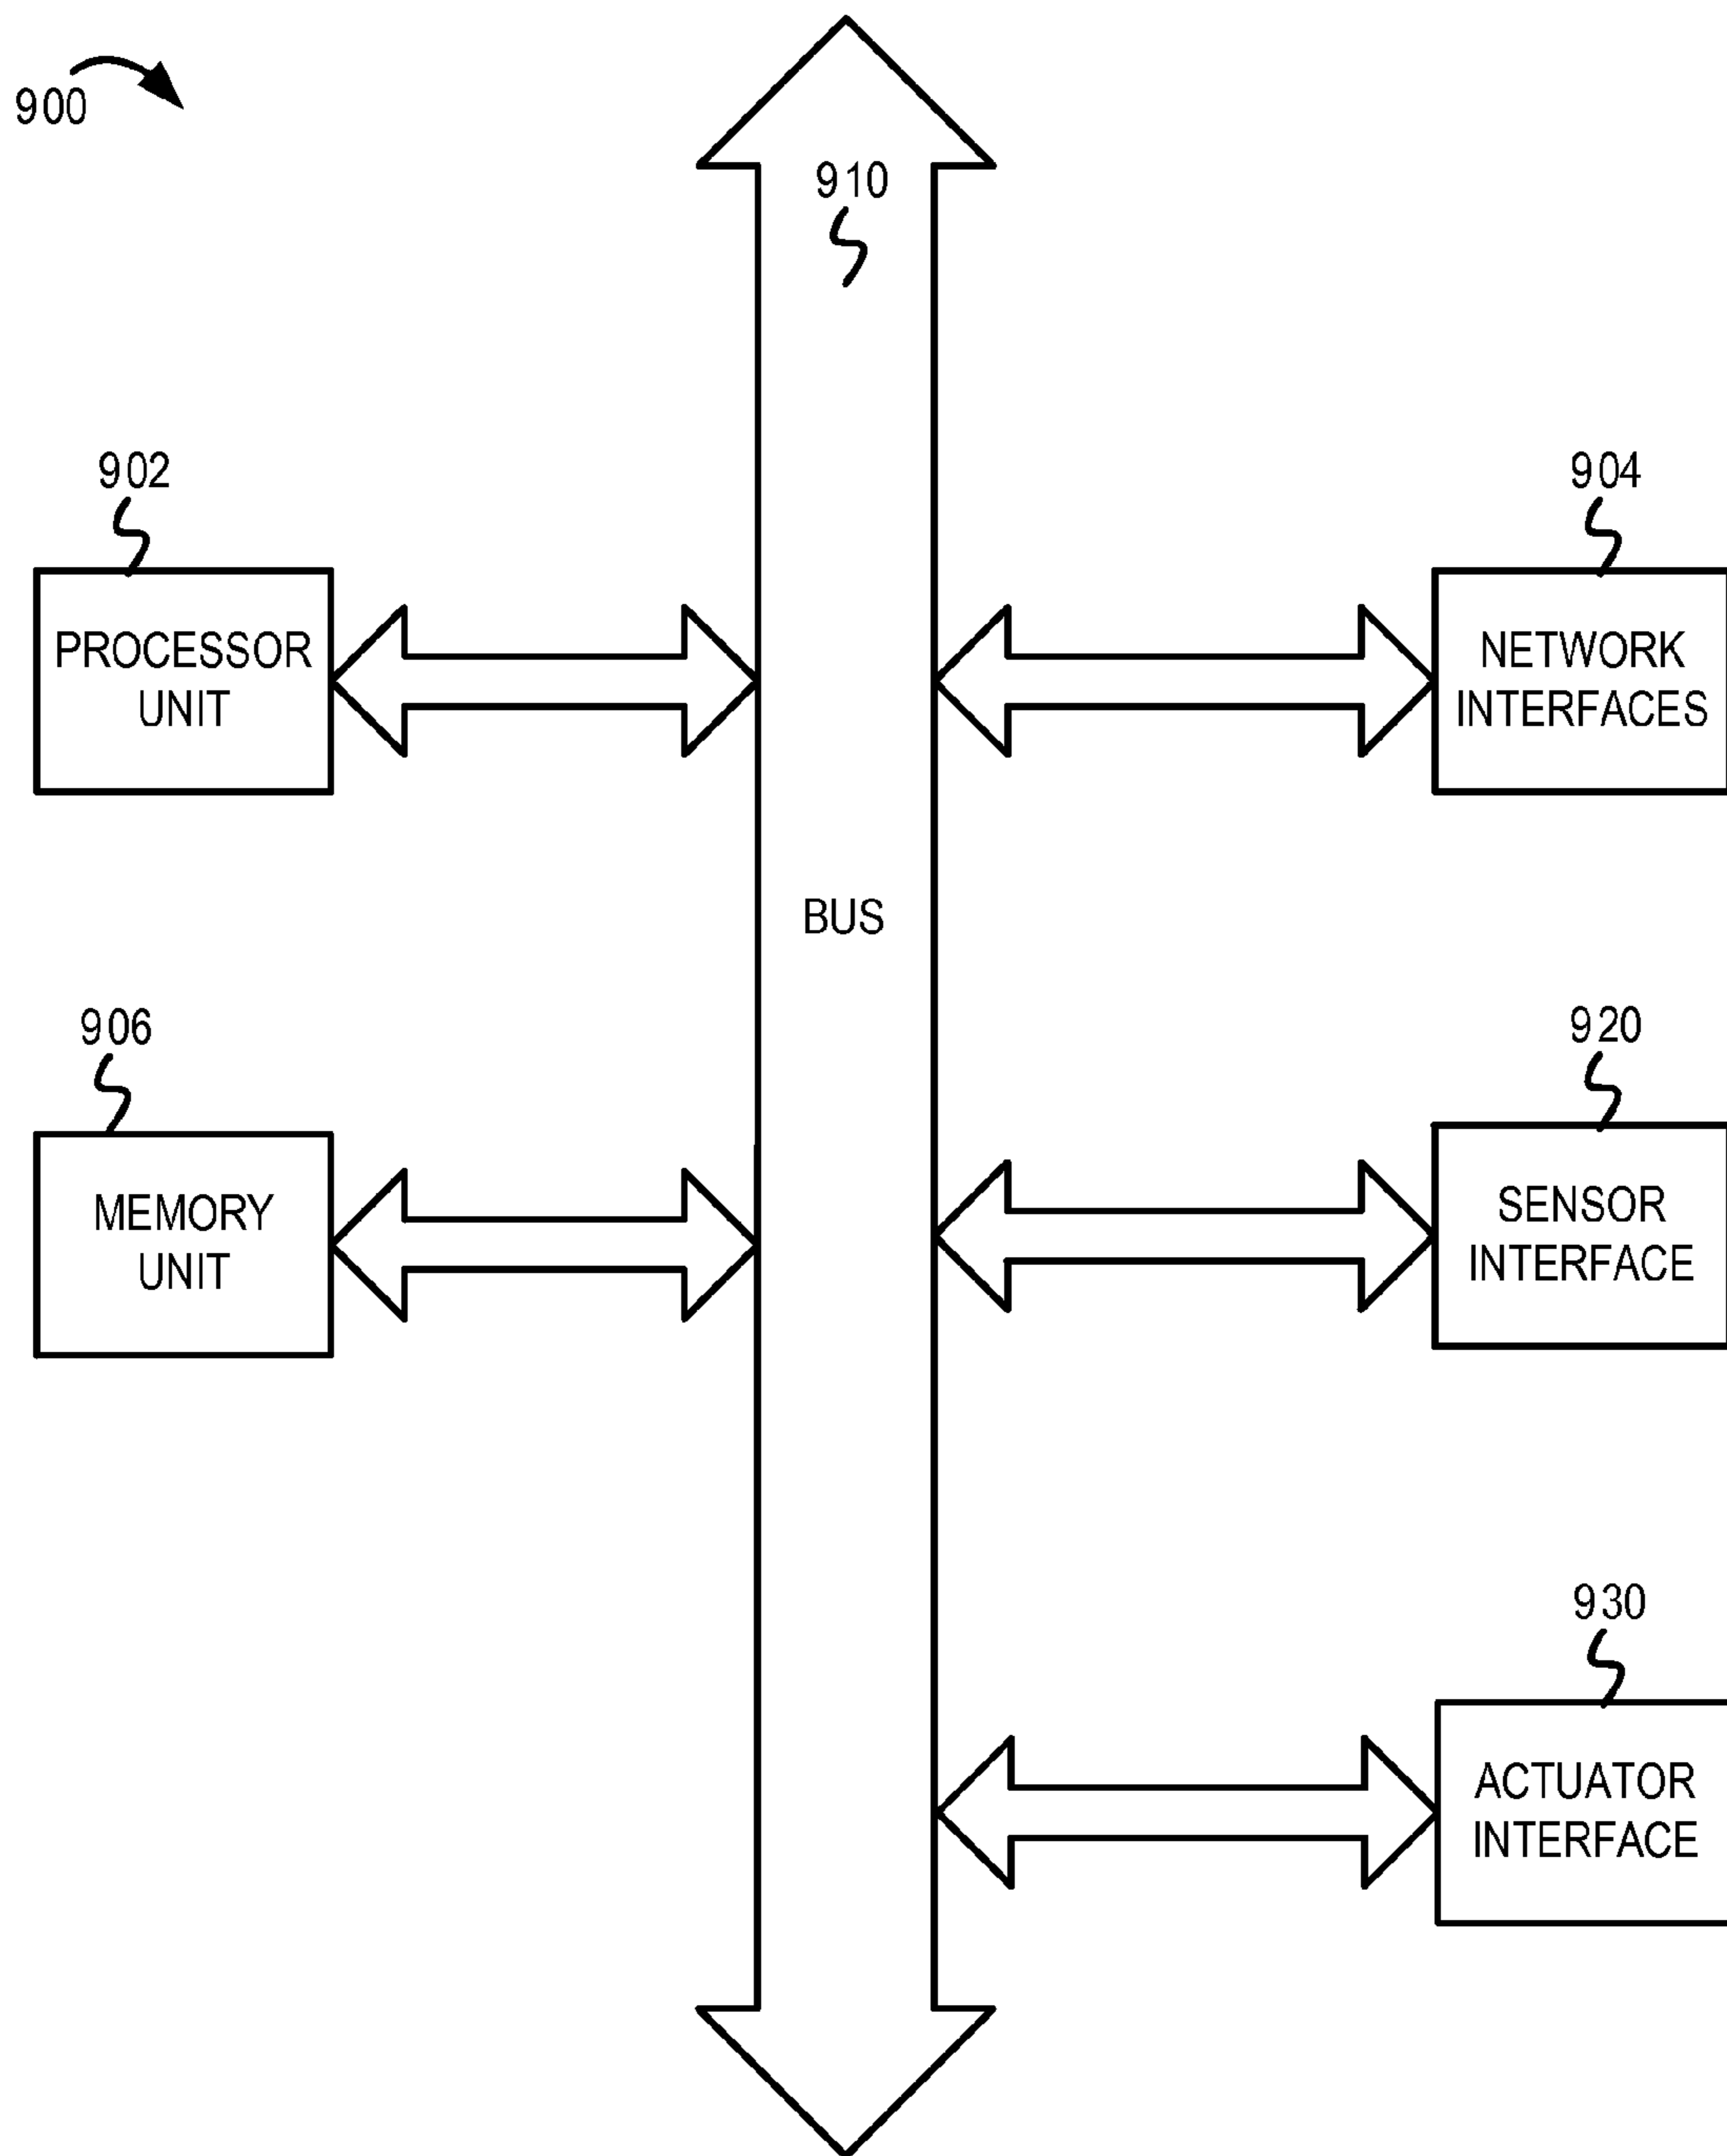 900
910
902
PROCESSOR
UNIT
904
NETWORK
INTERFACES
BUS
906
MEMORY
UNIT
920
SENSOR
INTERFACE
930
ACTUATOR
INTERFACE